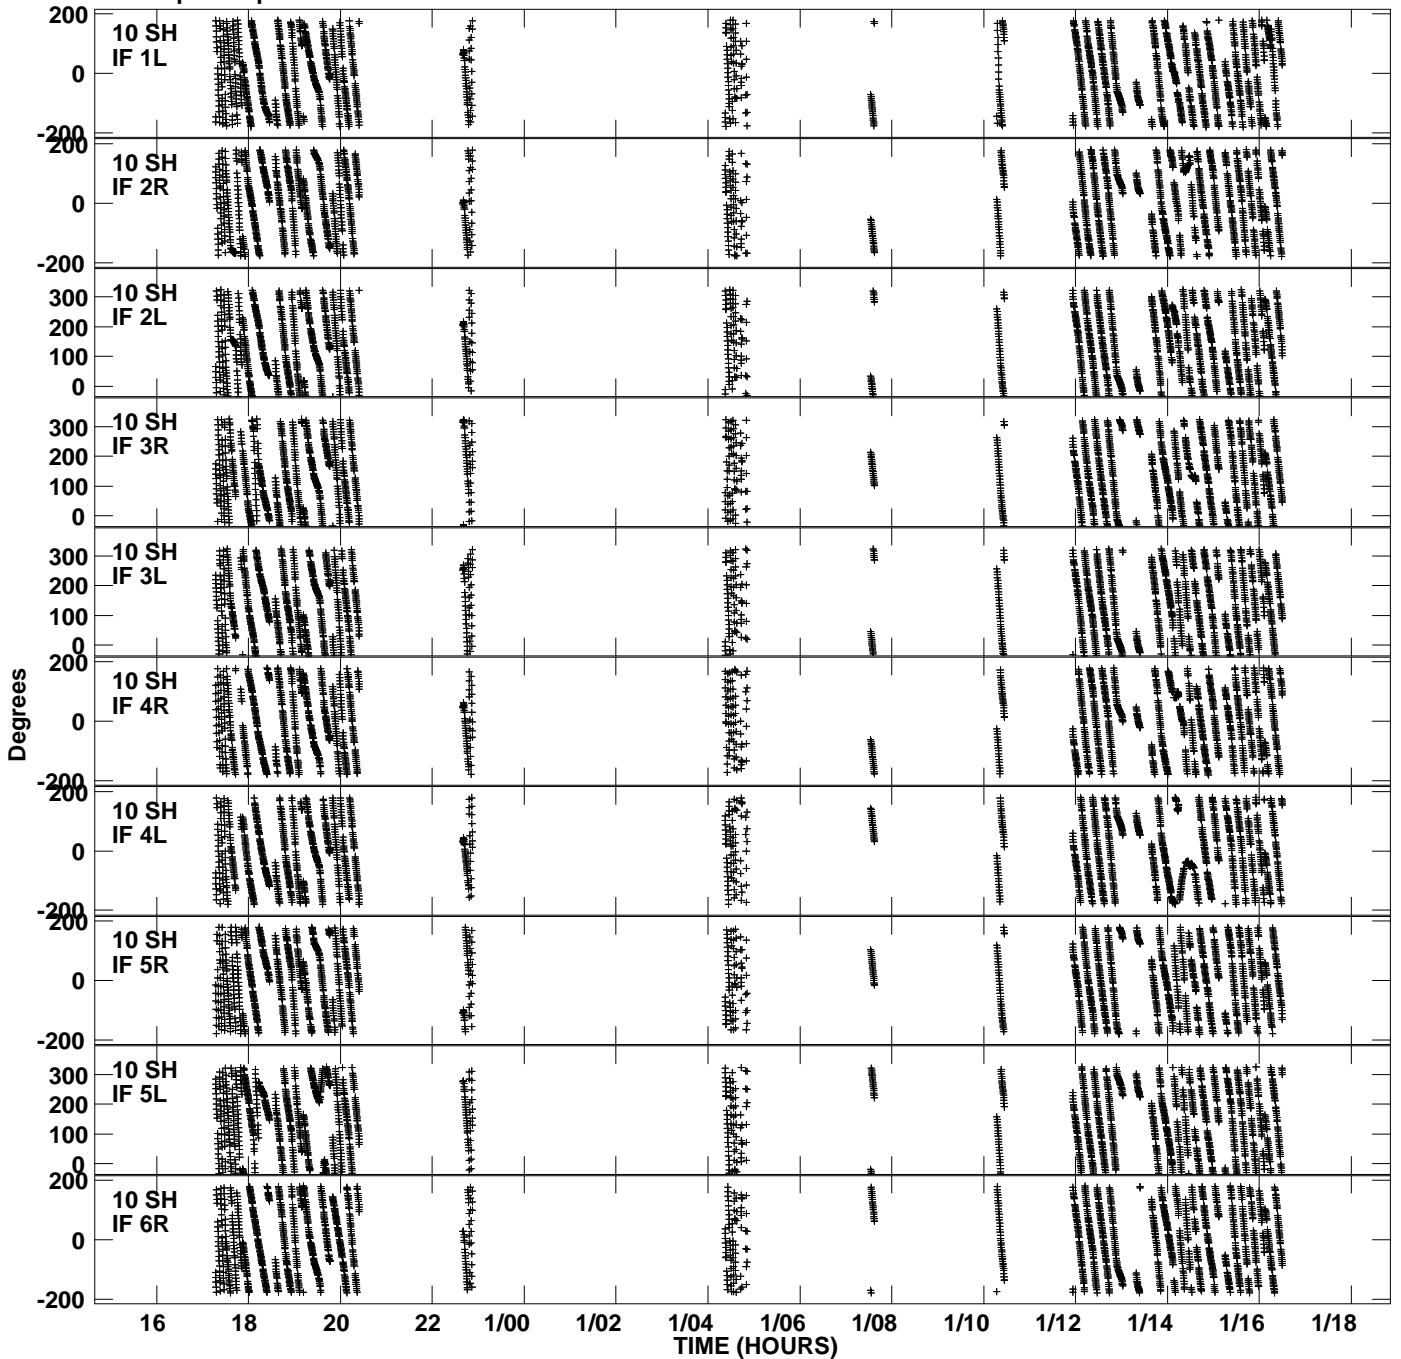 200
10 SH
IF 1L
0
-200
200
10 SH
IF 2R
0
-200
10 SH
IF 2L
300
200
100
0
10 SH
IF 3R
300
200
100
0
10 SH
IF 3L
300
200
100
0
200
10 SH
IF 4R
0
-200
200
10 SH
IF 4L
0
-200
200
10 SH
IF 5R
0
-200
10 SH
IF 5L
300
200
100
0
200
10 SH
IF 6R
0
-200
Degrees
16 18 20 22 1/00 1/02 1/04 1/06 1/08 1/10 1/12 1/14 1/16 1/18
TIME (HOURS)